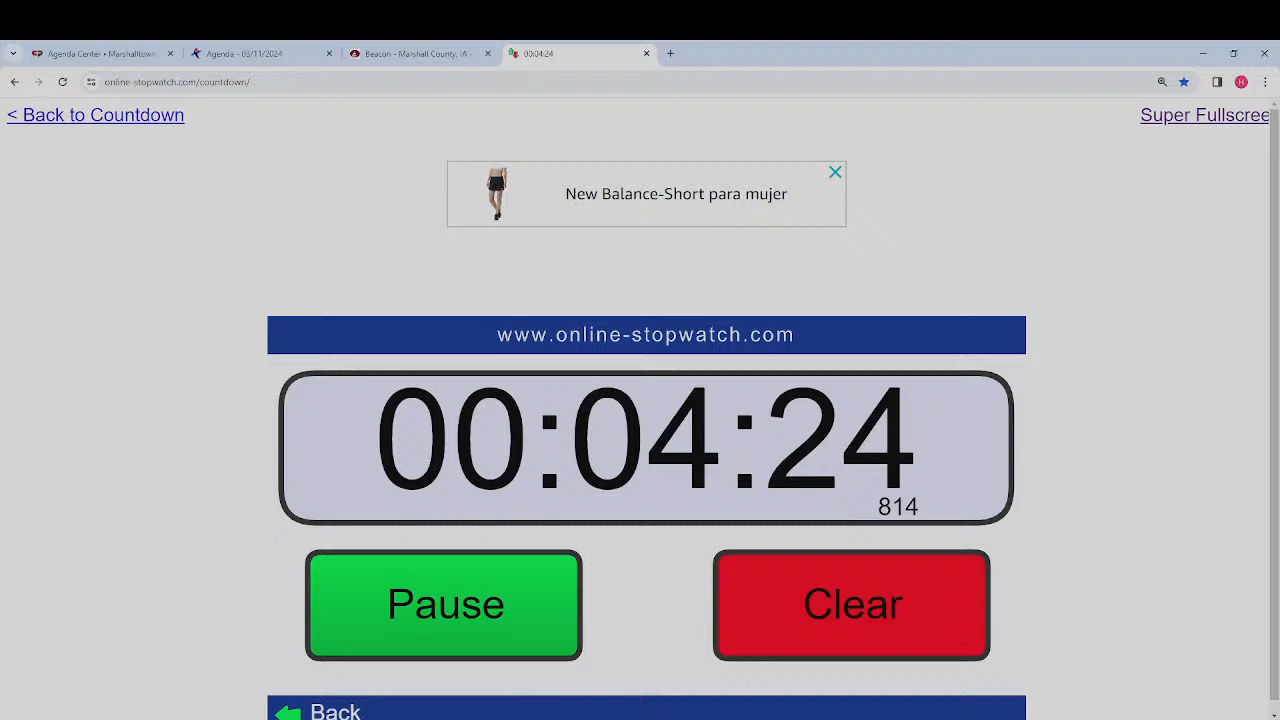 Agenda Center • Marshalltown
Agenda - 03/11/2024
Beacon - Marshall County, IA -
00:04:24
online-stopwatch.com/countdown/
H
< Back to Countdown
Super Fullscree
New Balance-Short para mujer
www.online-stopwatch.com
00:04:24
814
Pause
Clear
Back